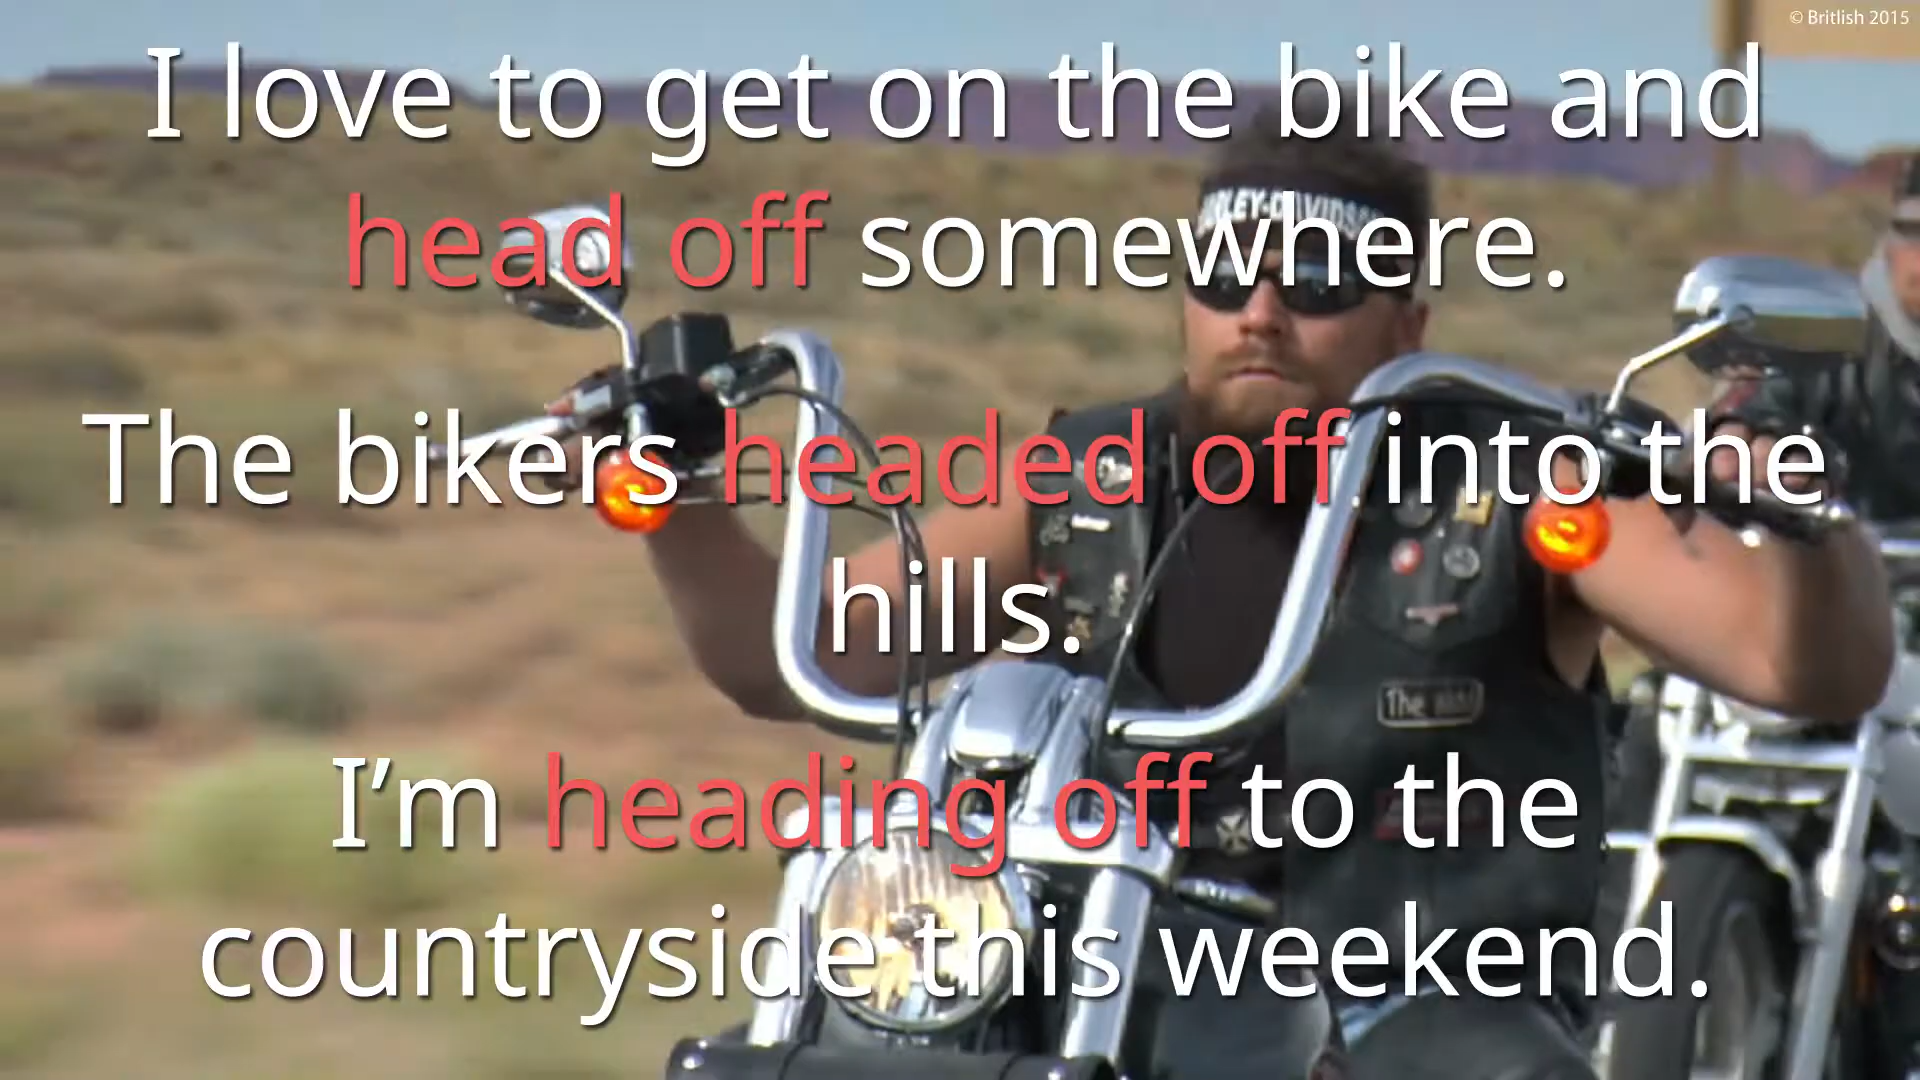 © Britlish 2015
I love to get on the bike and
head off somewhere.
The bikers headed off into the
hills.
I’m heading off to the
countryside this weekend.